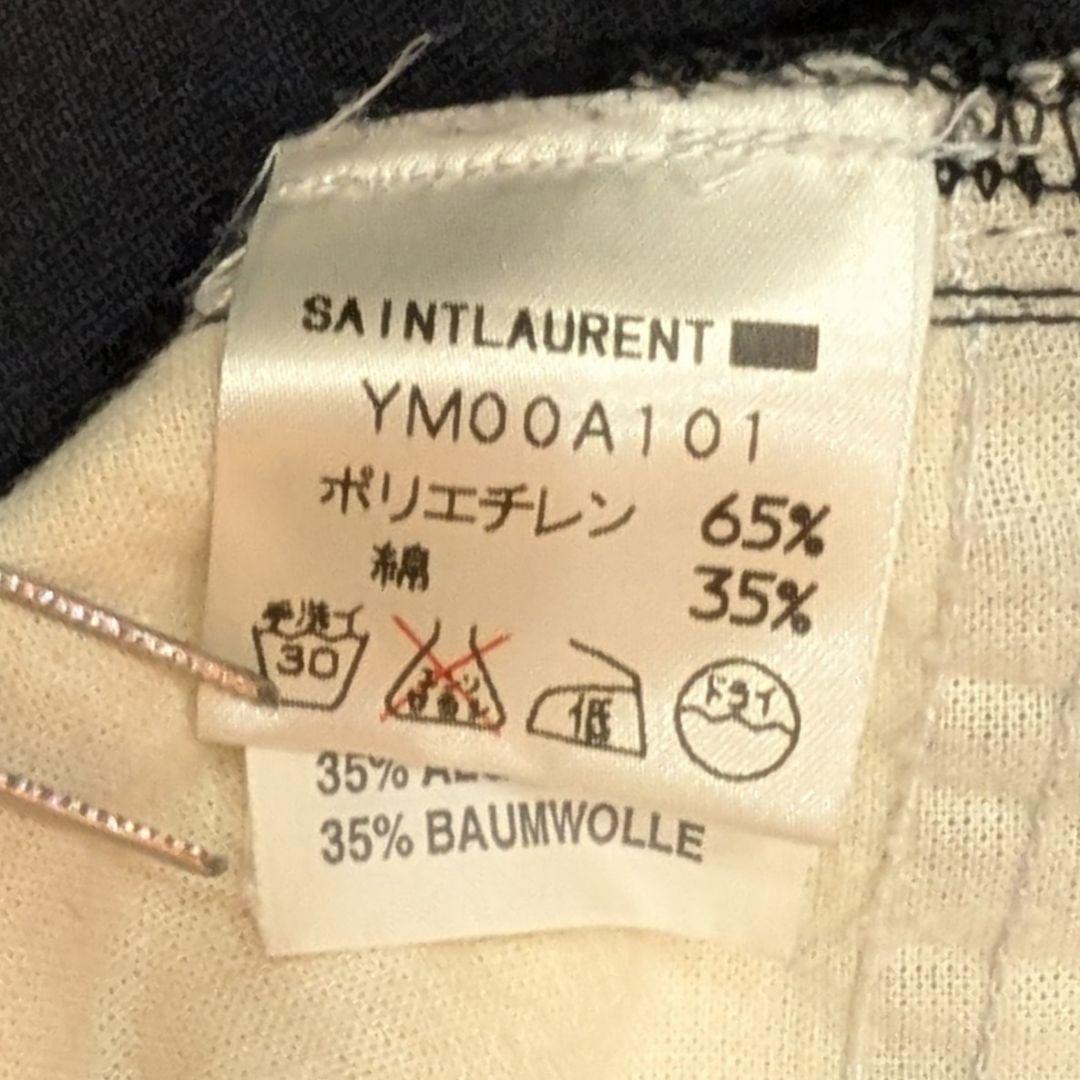 SAINTLAURENT
YM00A101
ポリエチレン 65%
綿 35%
手洗イ
30
低
ドライ
35%
35% BAUMWOLLE